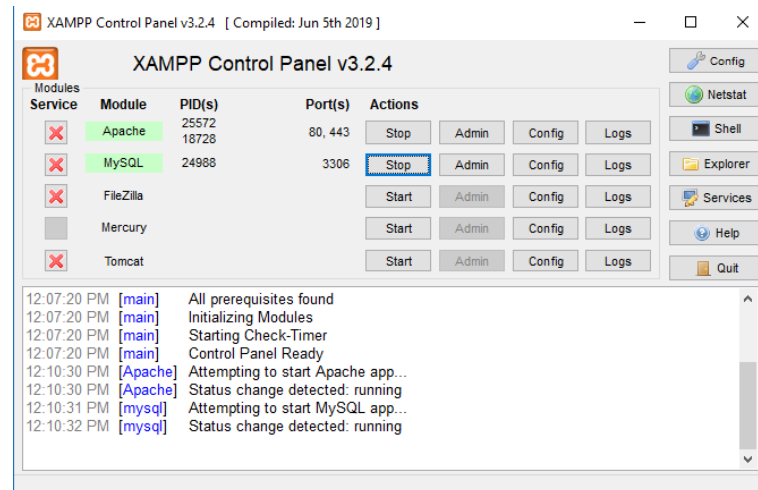 XAMPP Control Panel v3.2.4 [ Compiled: Jun 5th 2019 ]
XAMPP Control Panel v3.2.4
Config
Modules
Service Module PID(s) Port(s) Actions
Netstat
Apache 25572 18728 80, 443 Stop Admin Config Logs
Shell
MySQL 24988 3306 Stop Admin Config Logs
Explorer
FileZilla Start Admin Config Logs
Services
Mercury Start Admin Config Logs
Help
Tomcat Start Admin Config Logs
Quit
12:07:20 PM [main] All prerequisites found
12:07:20 PM [main] Initializing Modules
12:07:20 PM [main] Starting Check-Timer
12:07:20 PM [main] Control Panel Ready
12:10:30 PM [Apache] Attempting to start Apache app...
12:10:30 PM [Apache] Status change detected: running
12:10:31 PM [mysql] Attempting to start MySQL app...
12:10:32 PM [mysql] Status change detected: running